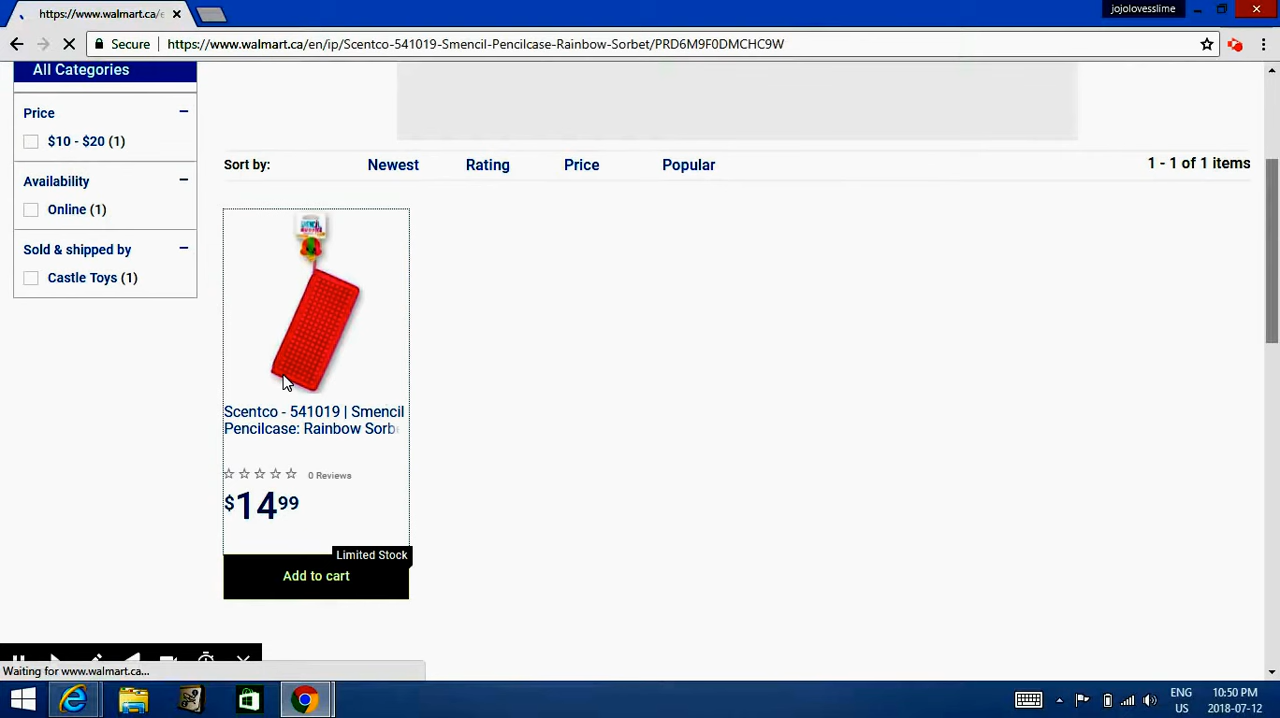 https://www.walmart.ca/e
jojolovesslime
Secure
https://www.walmart.ca/en/ip/Scentco-541019-Smencil-Pencilcase-Rainbow-Sorbet/PRD6M9F0DMCHC9W
All Categories
Price
$10 - $20 (1)
Availability
Online (1)
Sold & shipped by
Castle Toys (1)
Sort by:
Newest
Rating
Price
Popular
1 - 1 of 1 items
Scentco - 541019 | Smencil
Pencilcase: Rainbow Sorb
0 Reviews
$14 99
Limited Stock
Add to cart
Waiting for www.walmart.ca...
ENG
US
10:50 PM
2018-07-12